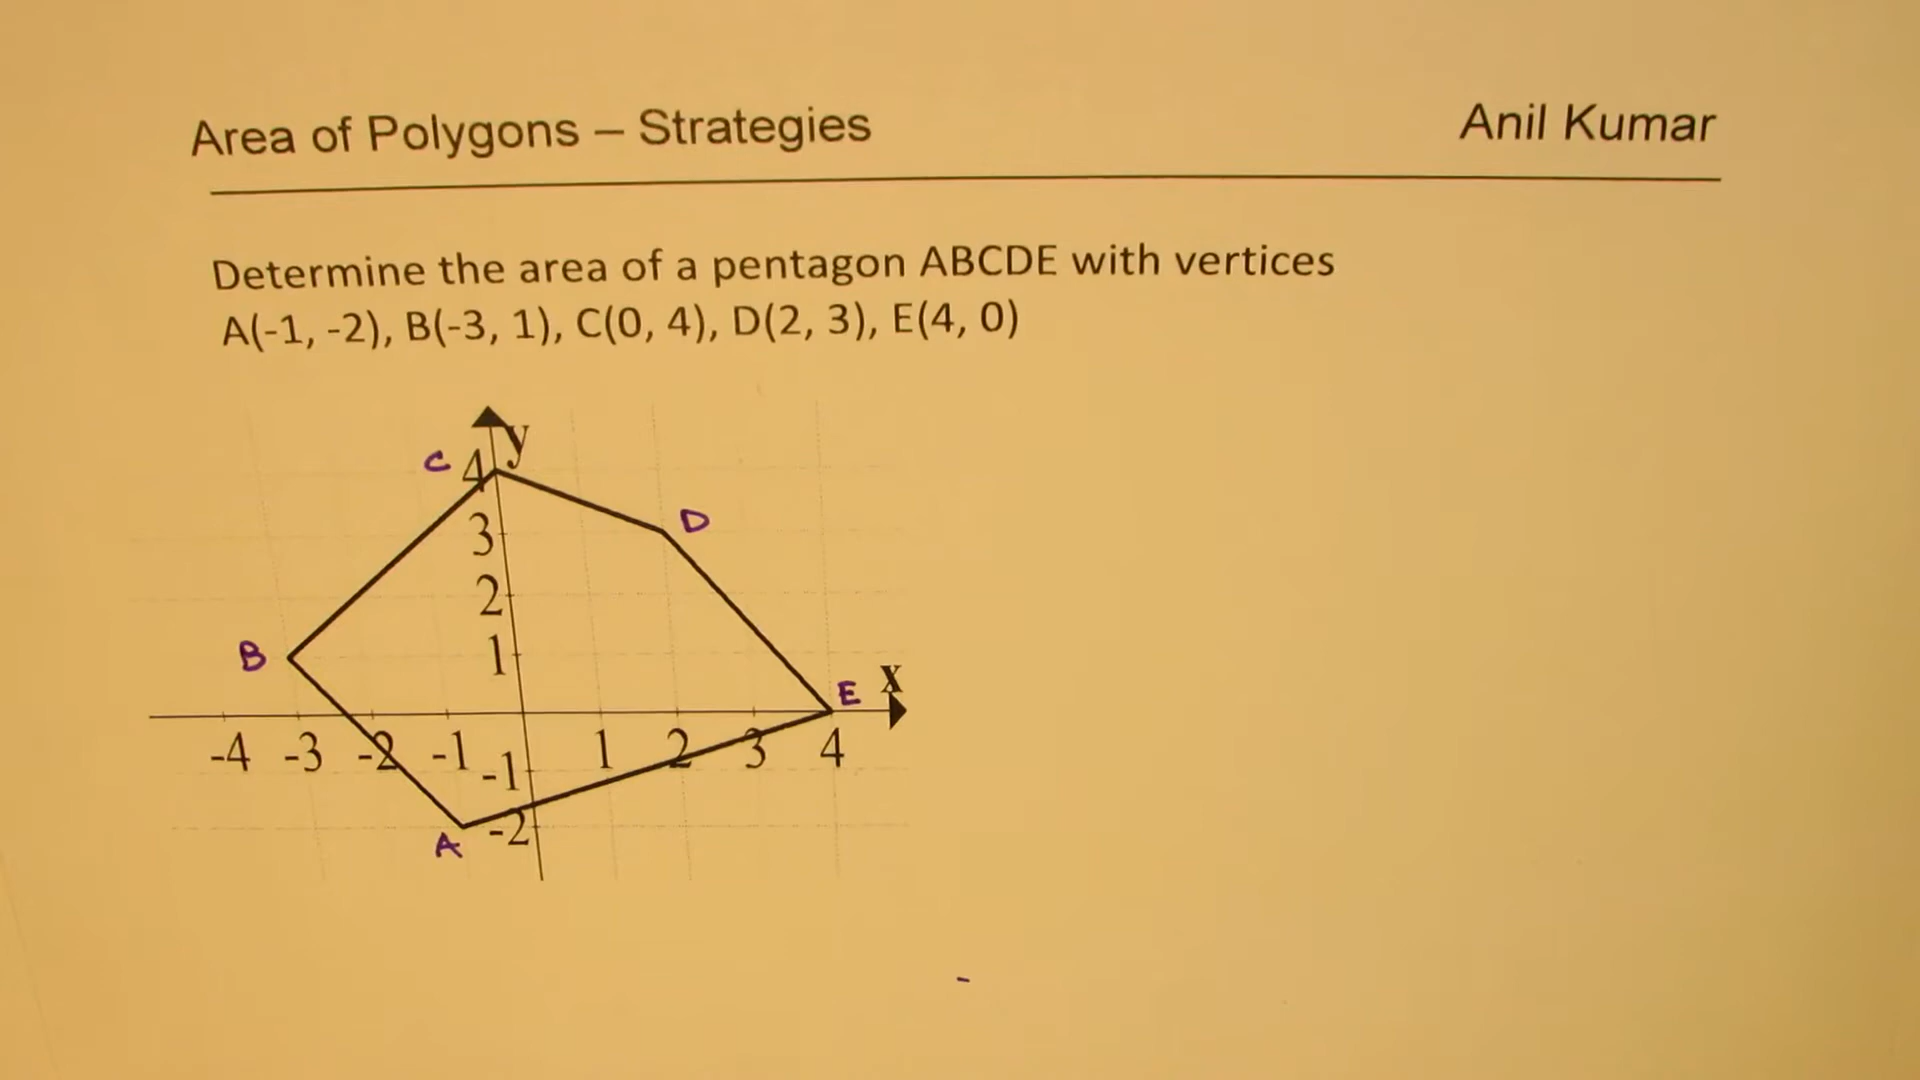 Area of Polygons – Strategies
Anil Kumar
Determine the area of a pentagon ABCDE with vertices
A(-1, -2), B(-3, 1), C(0, 4), D(2, 3), E(4, 0)
y
C 4
D
3
2
B 1
E x
-4 -3 -2 -1 1 2 3 4
-1
A -2